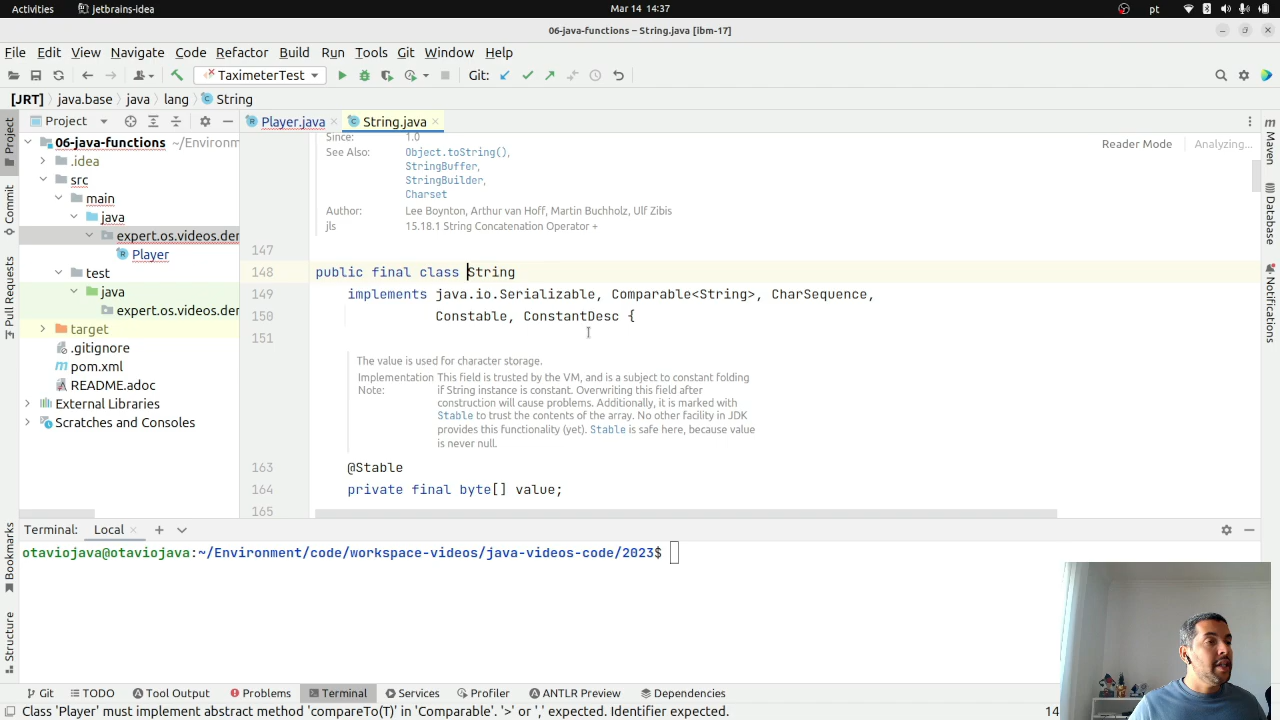 Activities jetbrains-idea Mar 14 14:37 pt
06-java-functions – String.java [ibm-17]
File Edit View Navigate Code Refactor Build Run Tools Git Window Help
TaximeterTest Git:
[JRT] java.base java lang String
Project Player.java String.java
06-java-functions ~/Environm
.idea
src
main
java
expert.os.videos.der
Player
test
java
expert.os.videos.der
target
.gitignore
pom.xml
README.adoc
External Libraries
Scratches and Consoles
Project
Commit
Pull Requests
Bookmarks
Structure
Since: 1.0
See Also: Object.toString(),
StringBuffer,
StringBuilder,
Charset
Author: Lee Boynton, Arthur van Hoff, Martin Buchholz, Ulf Zibis
jls 15.18.1 String Concatenation Operator +
Reader Mode Analyzing...
147
148 public final class String
149 implements java.io.Serializable, Comparable<String>, CharSequence,
150 Constable, ConstantDesc {
151
The value is used for character storage.
Implementation This field is trusted by the VM, and is a subject to constant folding
Note: if String instance is constant. Overwriting this field after
construction will cause problems. Additionally, it is marked with
Stable to trust the contents of the array. No other facility in JDK
provides this functionality (yet). Stable is safe here, because value
is never null.
163 @Stable
164 private final byte[] value;
165
Maven
Database
Notifications
Terminal: Local
otaviojava@otaviojava:~/Environment/code/workspace-videos/java-videos-code/2023$
Git TODO Tool Output Problems Terminal Services Profiler ANTLR Preview Dependencies
Class 'Player' must implement abstract method 'compareTo(T)' in 'Comparable'. '>' or ',' expected. Identifier expected. 14